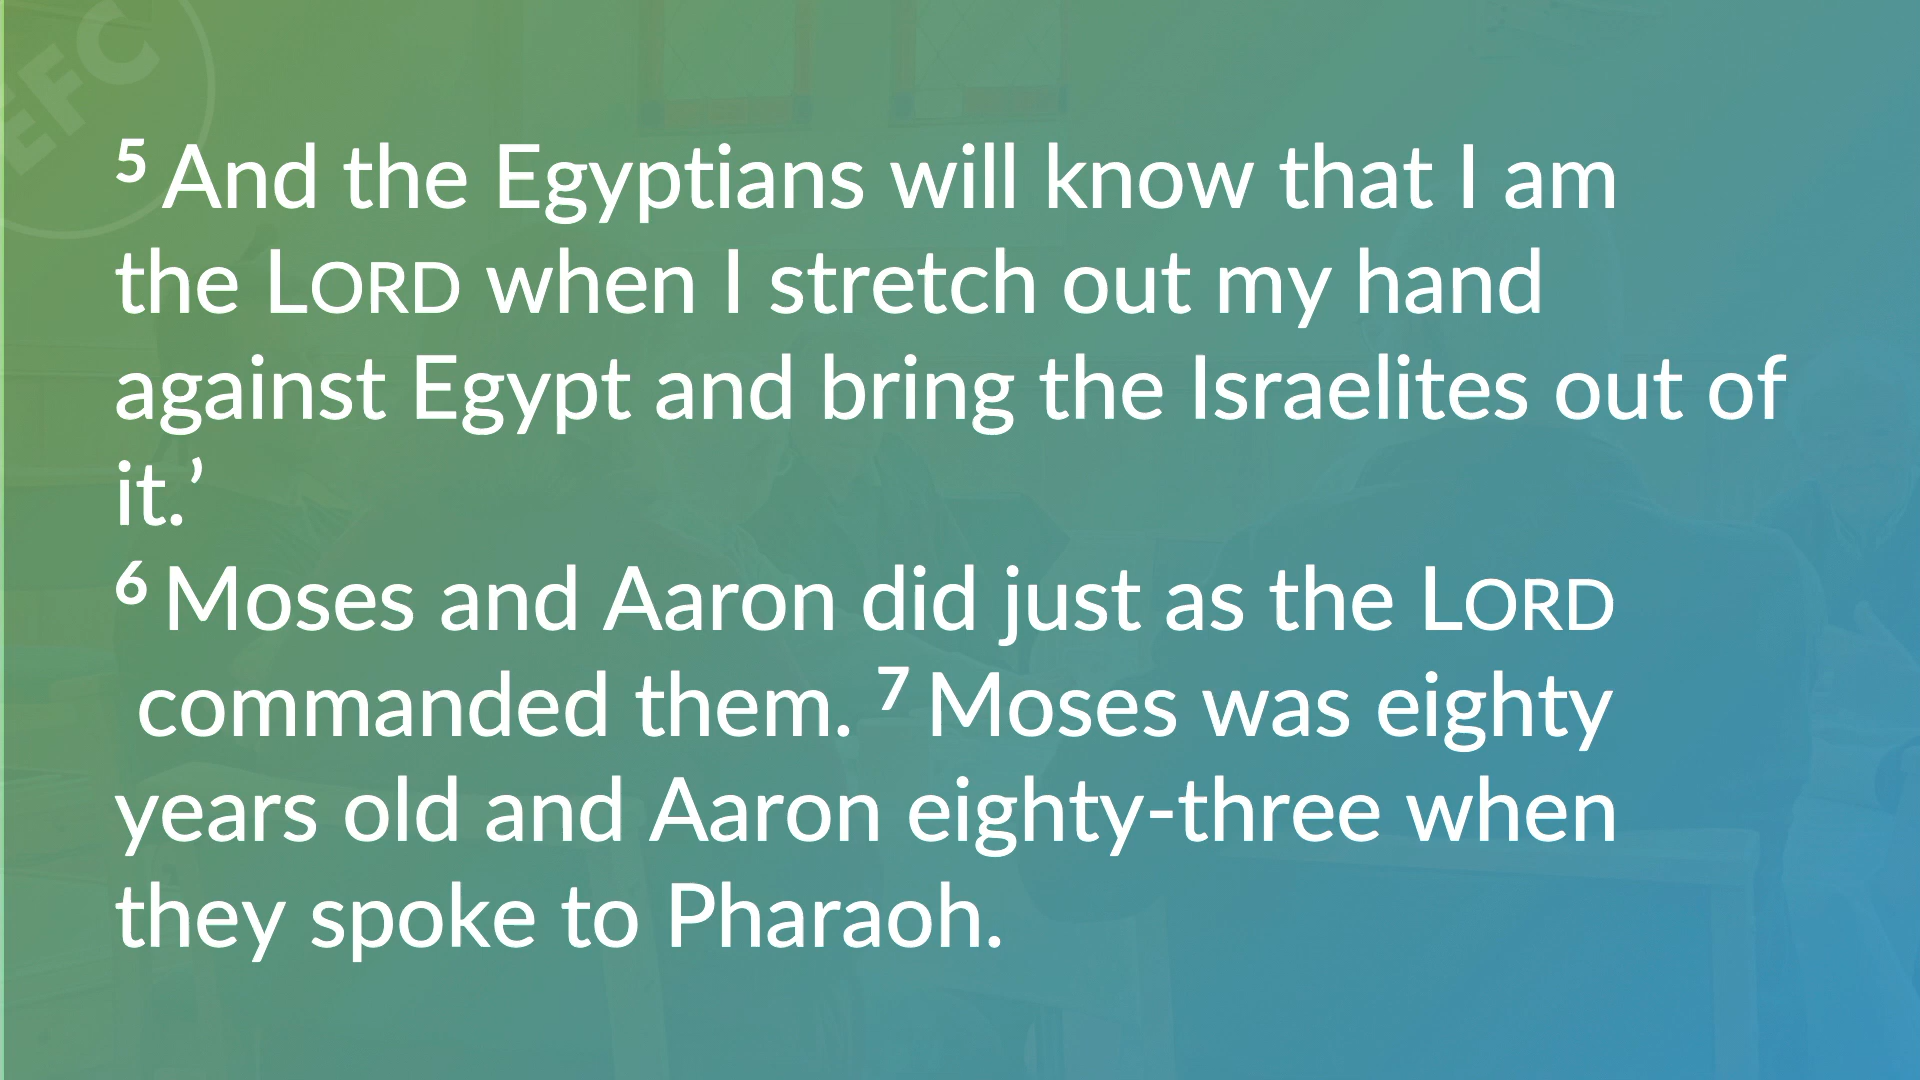 EFC
⁵ And the Egyptians will know that I am
the LORD when I stretch out my hand
against Egypt and bring the Israelites out of
it.’
⁶ Moses and Aaron did just as the LORD
commanded them. ⁷ Moses was eighty
years old and Aaron eighty-three when
they spoke to Pharaoh.